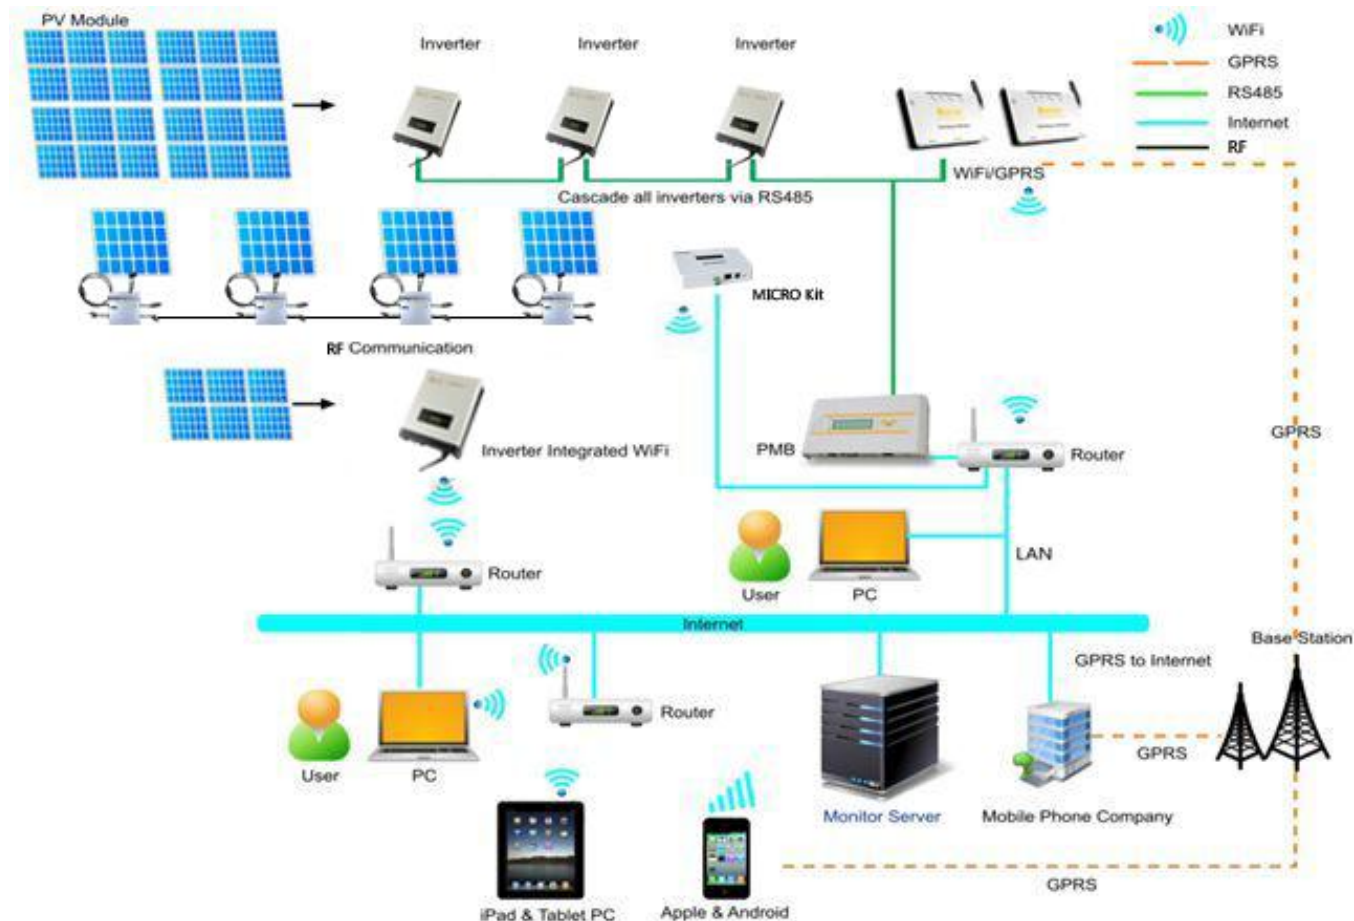 PV Module
Inverter
Inverter
Inverter
WiFi
GPRS
RS485
Internet
RF
WiFi/GPRS
Cascade all inverters via RS485
MICRO Kit
RF Communication
Inverter Integrated WiFi
PMB
Router
GPRS
LAN
Router
User
PC
Internet
Base Station
GPRS to Internet
Router
User
PC
GPRS
Monitor Server
Mobile Phone Company
GPRS
iPad & Tablet PC
Apple & Android